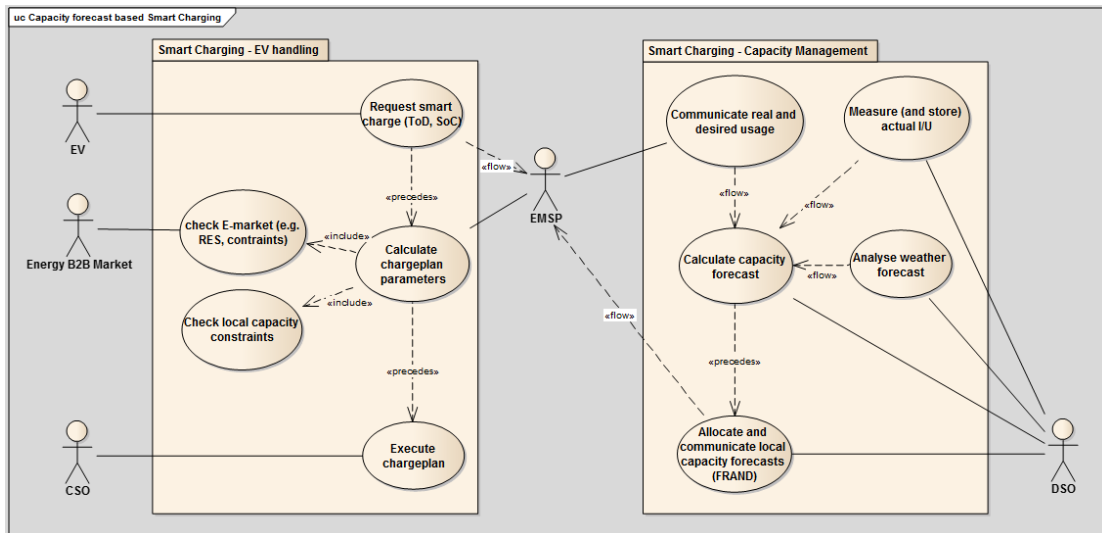 uc Capacity forecast based Smart Charging
Smart Charging - EV handling
Smart Charging - Capacity Management
Request smart
charge (ToD, SoC)
EV
«flow»
«precedes»
EMSP
Communicate real and
desired usage
Measure (and store)
actual I/U
«flow»
«flow»
check E-market (e.g.
RES, contraints)
Energy B2B Market
«include»
Calculate
chargeplan
parameters
Calculate capacity
forecast
Analyse weather
forecast
«flow»
Check local capacity
constraints
«include»
«flow»
«precedes»
«precedes»
Execute
chargeplan
CSO
Allocate and
communicate local
capacity forecasts
(FRAND)
DSO